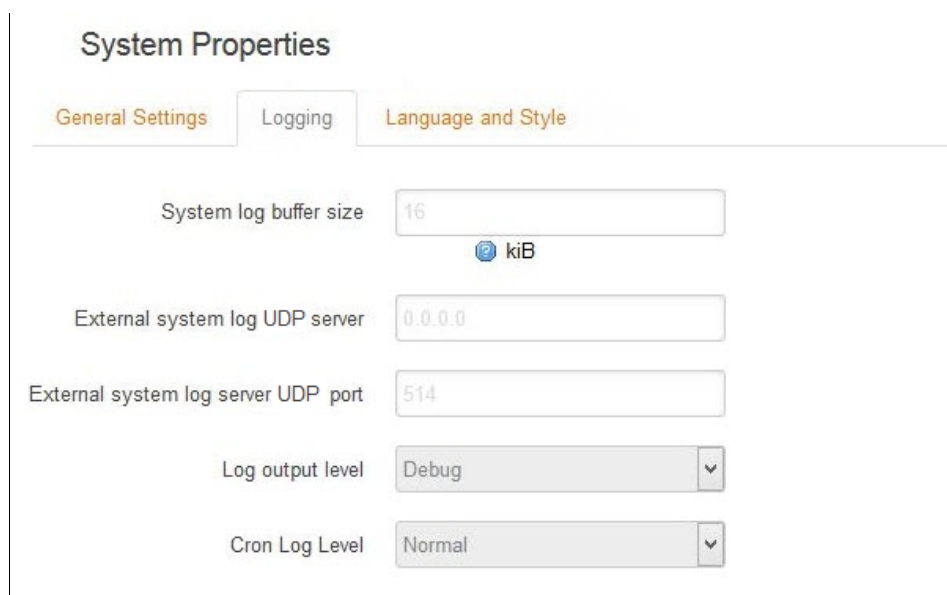 System Properties
General Settings Logging Language and Style
System log buffer size 16
kiB
External system log UDP server 0.0.0.0
External system log server UDP port 514
Log output level Debug
Cron Log Level Normal